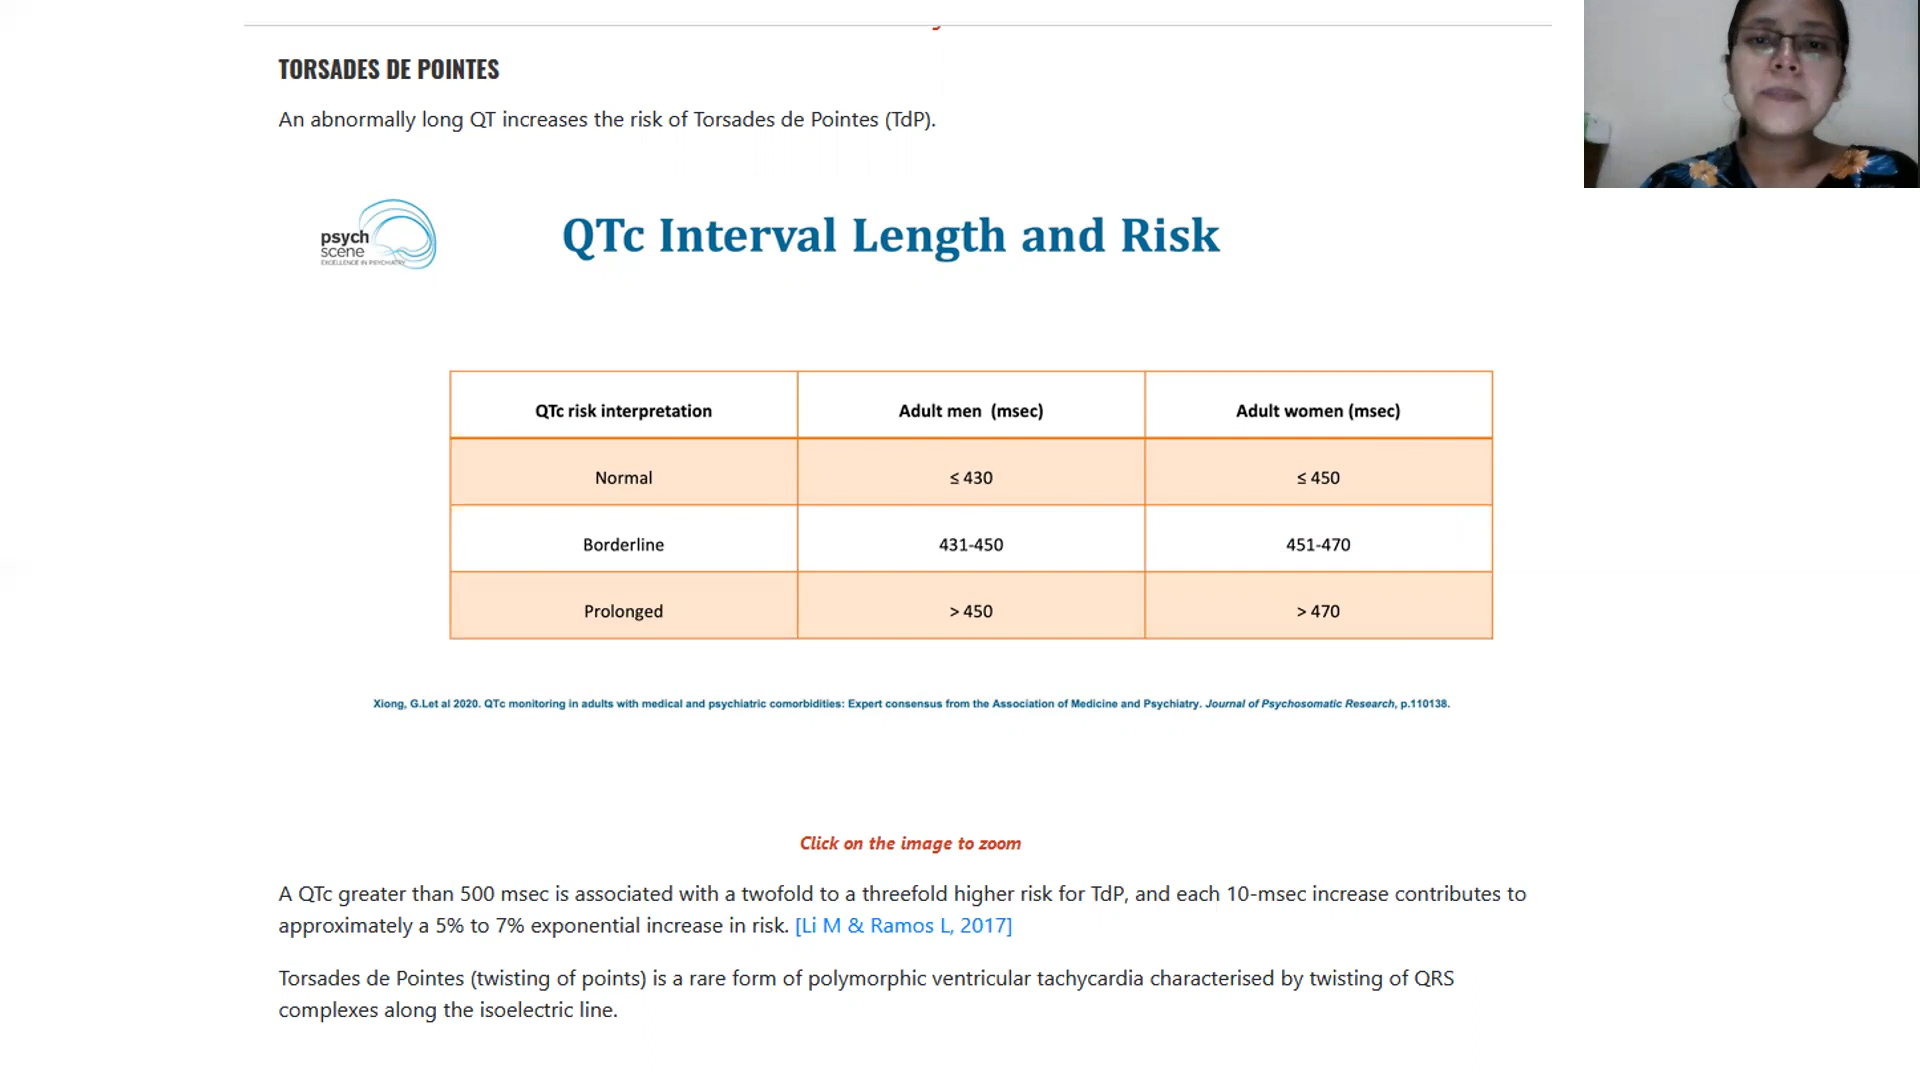 TORSADES DE POINTES
An abnormally long QT increases the risk of Torsades de Pointes (TdP).
psych
scene
EXCELLENCE IN PSYCHIATRY
QTc Interval Length and Risk
QTc risk interpretation Adult men (msec) Adult women (msec)
Normal ≤ 430 ≤ 450
Borderline 431-450 451-470
Prolonged > 450 > 470
Xiong, G.Let al 2020. QTc monitoring in adults with medical and psychiatric comorbidities: Expert consensus from the Association of Medicine and Psychiatry. Journal of Psychosomatic Research, p.110138.
Click on the image to zoom
A QTc greater than 500 msec is associated with a twofold to a threefold higher risk for TdP, and each 10-msec increase contributes to
approximately a 5% to 7% exponential increase in risk. [Li M & Ramos L, 2017]
Torsades de Pointes (twisting of points) is a rare form of polymorphic ventricular tachycardia characterised by twisting of QRS
complexes along the isoelectric line.